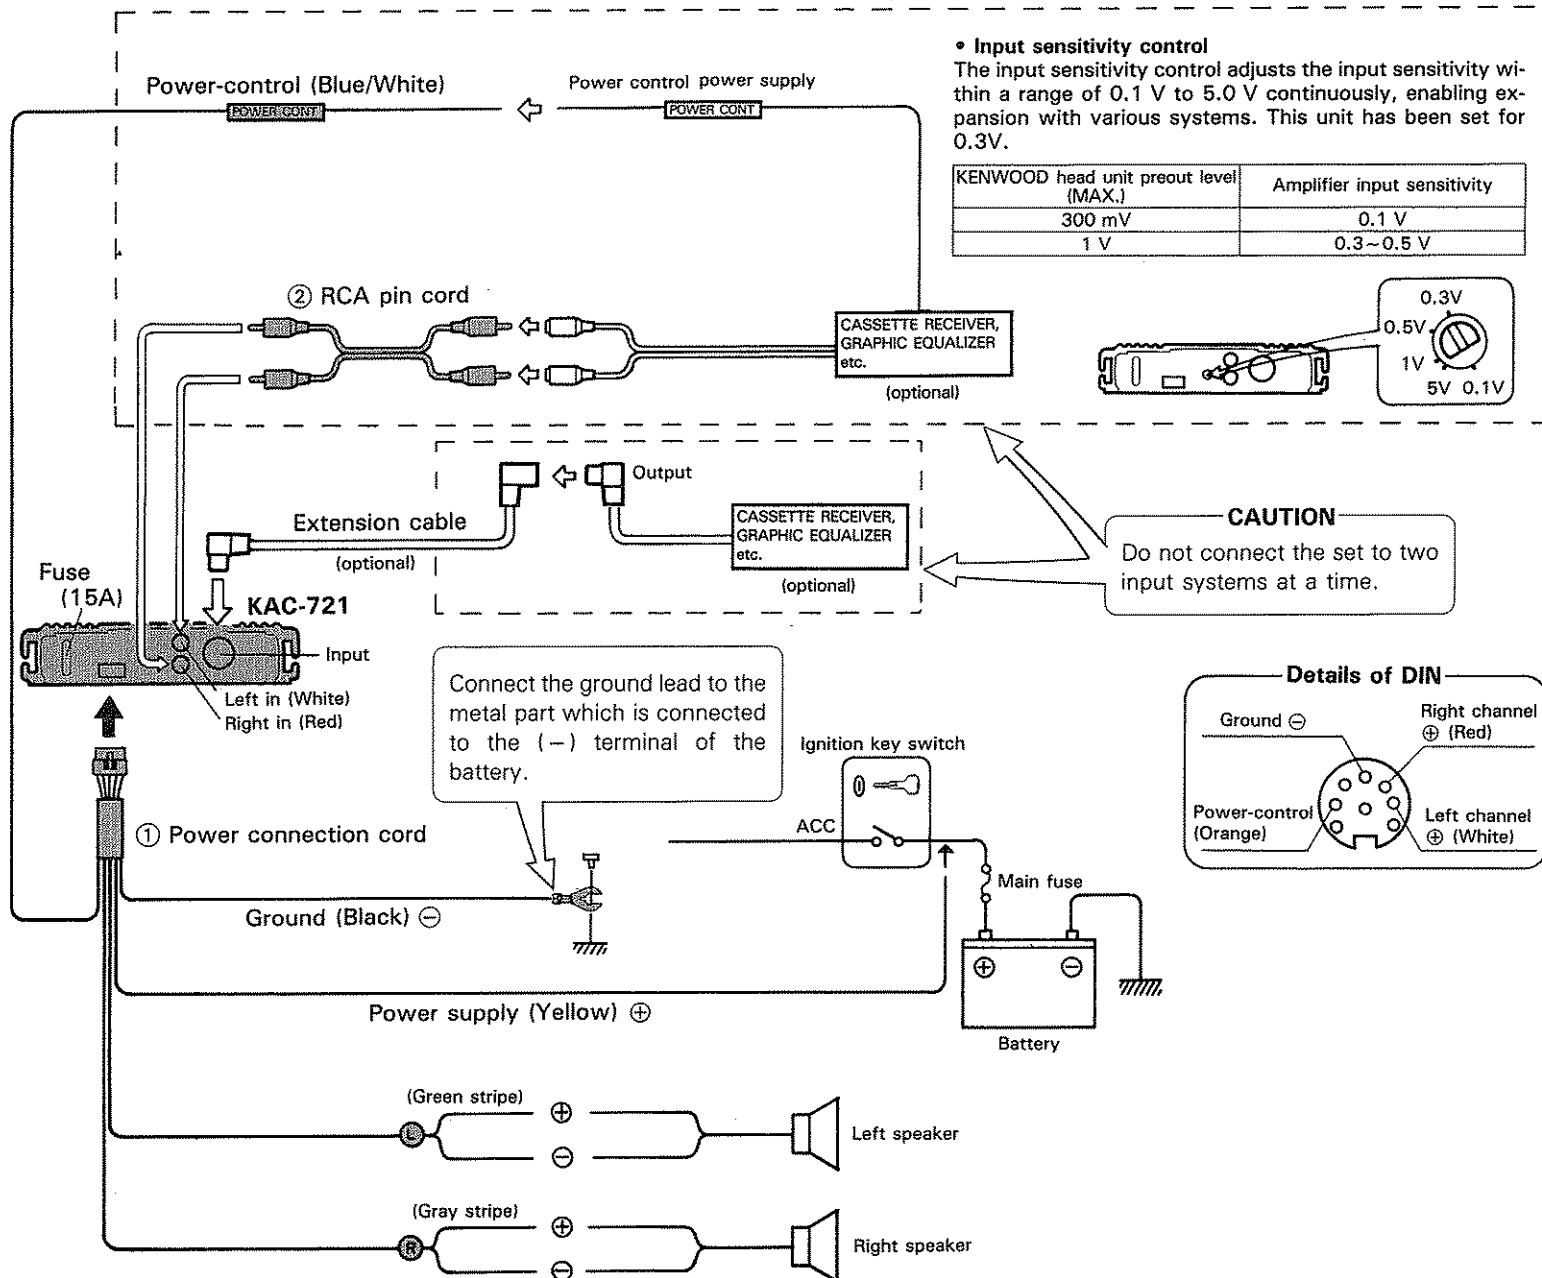 Power-control (Blue/White)
POWER CONT
Power control power supply
POWER CONT
• Input sensitivity control
The input sensitivity control adjusts the input sensitivity wi-
thin a range of 0.1 V to 5.0 V continuously, enabling ex-
pansion with various systems. This unit has been set for
0.3V.
KENWOOD head unit preout level
(MAX.)
Amplifier input sensitivity
300 mV
0.1 V
1 V
0.3~0.5 V
② RCA pin cord
CASSETTE RECEIVER,
GRAPHIC EQUALIZER
etc.
(optional)
0.3V
0.5V
1V
5V 0.1V
Output
Extension cable
(optional)
CASSETTE RECEIVER,
GRAPHIC EQUALIZER
etc.
(optional)
CAUTION
Do not connect the set to two
input systems at a time.
Fuse
(15A)
KAC-721
Input
Left in (White)
Right in (Red)
Connect the ground lead to the
metal part which is connected
to the (−) terminal of the
battery.
Details of DIN
Ground ⊖
Right channel
⊕ (Red)
Power-control
(Orange)
Left channel
⊕ (White)
Ignition key switch
ACC
① Power connection cord
Main fuse
Ground (Black) ⊖
⊕
⊖
Power supply (Yellow) ⊕
Battery
(Green stripe)
⊕
L
Left speaker
⊖
(Gray stripe)
⊕
R
Right speaker
⊖